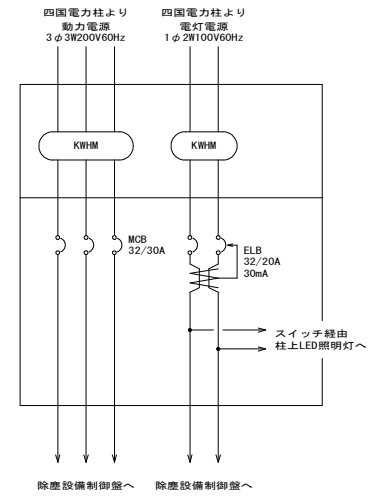 四国電力柱より
動力電源
3φ3W200V60Hz
四国電力柱より
電灯電源
1φ2W100V60Hz
KWHM
KWHM
MCB
32/30A
ELB
32/20A
30mA
スイッチ経由
柱上LED照明灯へ
除塵設備制御盤へ
除塵設備制御盤へ